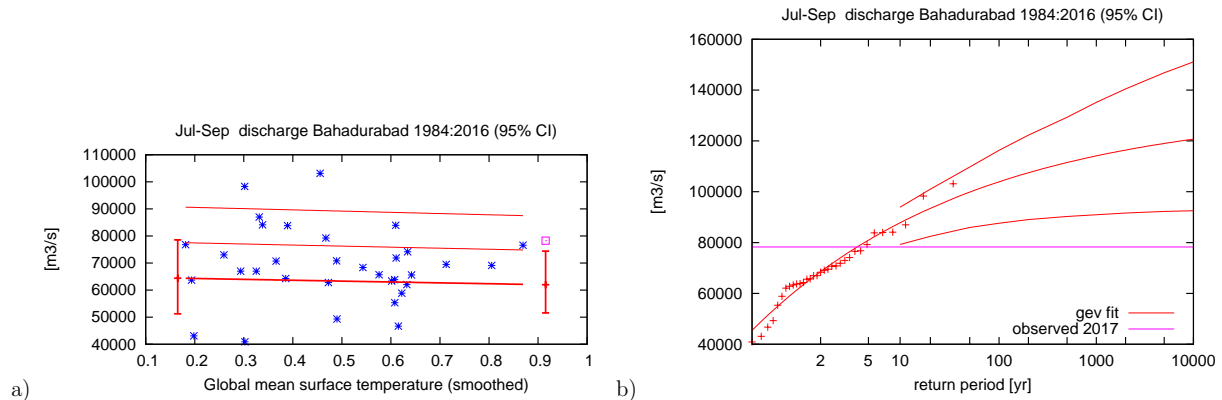 Jul-Sep discharge Bahadurabad 1984:2016 (95% CI)
110000
100000
90000
80000
70000
60000
50000
40000
[m3/s]
0.1 0.2 0.3 0.4 0.5 0.6 0.7 0.8 0.9 1
Global mean surface temperature (smoothed)
a)
Jul-Sep discharge Bahadurabad 1984:2016 (95% CI)
160000
140000
120000
100000
80000
60000
40000
[m3/s]
gev fit
observed 2017
2 5 10 100 1000 10000
return period [yr]
b)